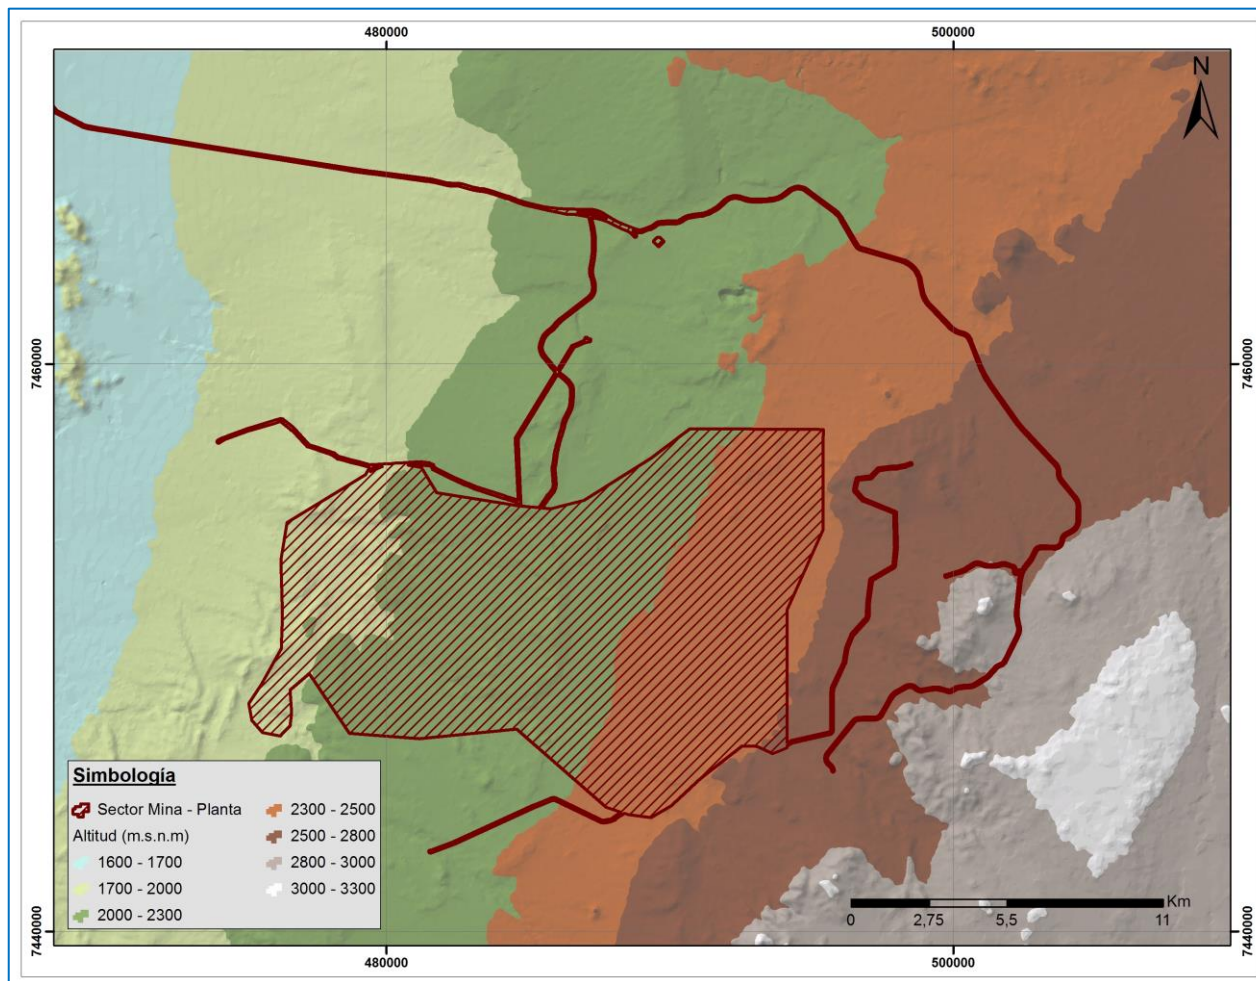 480000
500000
N
7460000
7460000
Simbología
Sector Mina - Planta
Altitud (m.s.n.m)
1600 - 1700
1700 - 2000
2000 - 2300
2300 - 2500
2500 - 2800
2800 - 3000
3000 - 3300
Km
0 2,75 5,5 11
7440000
7440000
480000
500000